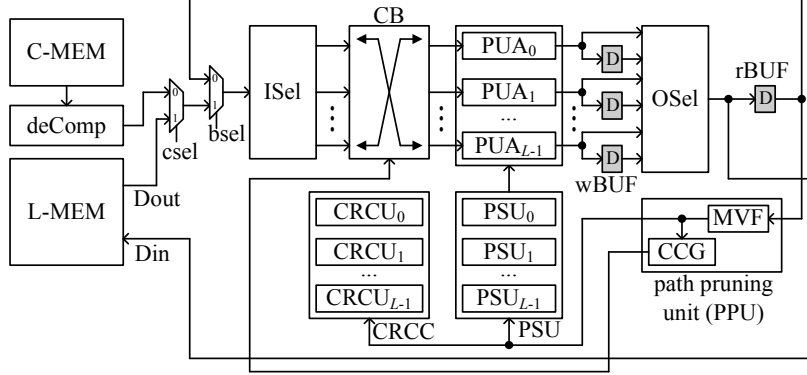 CB
C-MEM
deComp
0
1
csel
0
1
bsel
ISel
PUA0
PUA1
...
PUAL-1
D
D
D
wBUF
OSel
rBUF
D
L-MEM
Dout
Din
CRCU0
CRCU1
...
CRCUL-1
CRCC
PSU0
PSU1
...
PSUL-1
PSU
MVF
CCG
path pruning
unit (PPU)